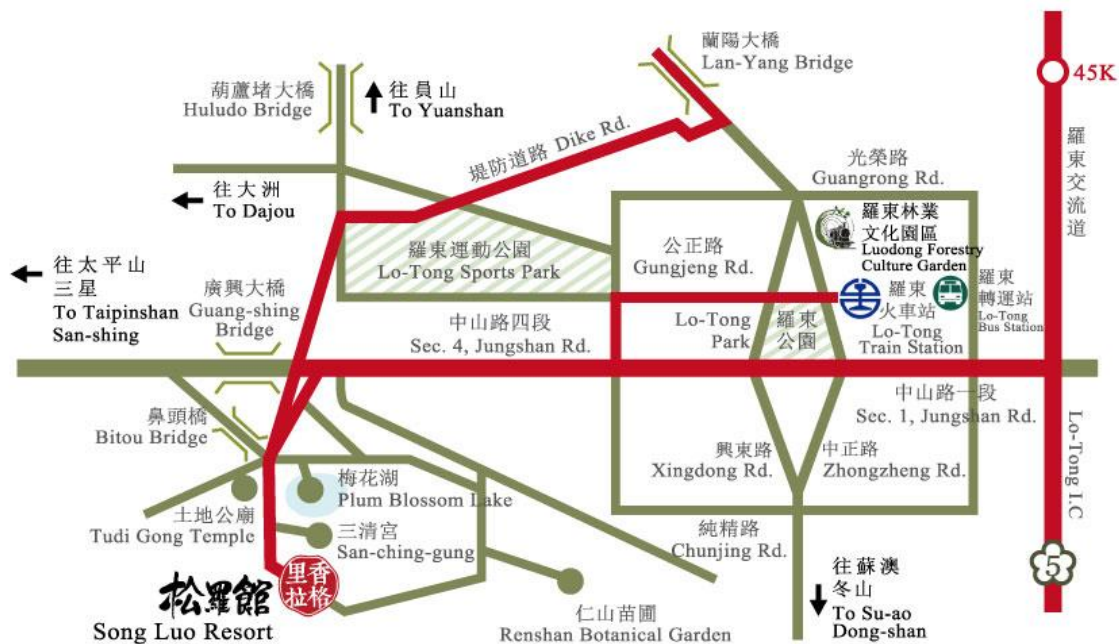 蘭陽大橋
Lan-Yang Bridge
45K
葫蘆堵大橋
Huludo Bridge
往員山
To Yuanshan
堤防道路 Dike Rd.
羅東交流道
光榮路
Guangrong Rd.
往大洲
To Dajou
羅東林業
文化園區
Luodong Forestry
Culture Garden
羅東運動公園
Lo-Tong Sports Park
公正路
Gungjeng Rd.
往太平山
三星
To Taipinshan
San-shing
廣興大橋
Guang-shing
Bridge
羅東
火車站
Lo-Tong
Train Station
羅東
轉運站
Lo-Tong
Bus Station
中山路四段
Sec. 4, Jungshan Rd.
Lo-Tong
Park
羅東
公園
中山路一段
Sec. 1, Jungshan Rd.
Lo-Tong I.C
鼻頭橋
Bitou Bridge
興東路
Xingdong Rd.
中正路
Zhongzheng Rd.
梅花湖
Plum Blossom Lake
土地公廟
Tudi Gong Temple
三清宮
San-ching-gung
純精路
Chunjing Rd.
5
往蘇澳
冬山
To Su-ao
Dong-shan
松羅館
Song Luo Resort
香格
里拉
仁山苗圃
Renshan Botanical Garden